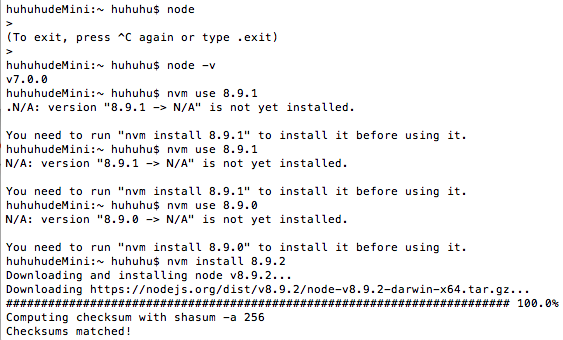 huhuhudeMini:~ huhuhu$ node
>
(To exit, press ^C again or type .exit)
>
huhuhudeMini:~ huhuhu$ node -v
v7.0.0
huhuhudeMini:~ huhuhu$ nvm use 8.9.1
.N/A: version "8.9.1 -> N/A" is not yet installed.

You need to run "nvm install 8.9.1" to install it before using it.
huhuhudeMini:~ huhuhu$ nvm use 8.9.1
N/A: version "8.9.1 -> N/A" is not yet installed.

You need to run "nvm install 8.9.1" to install it before using it.
huhuhudeMini:~ huhuhu$ nvm use 8.9.0
N/A: version "8.9.0 -> N/A" is not yet installed.

You need to run "nvm install 8.9.0" to install it before using it.
huhuhudeMini:~ huhuhu$ nvm install 8.9.2
Downloading and installing node v8.9.2...
Downloading https://nodejs.org/dist/v8.9.2/node-v8.9.2-darwin-x64.tar.gz...
######################################################################## 100.0%
Computing checksum with shasum -a 256
Checksums matched!